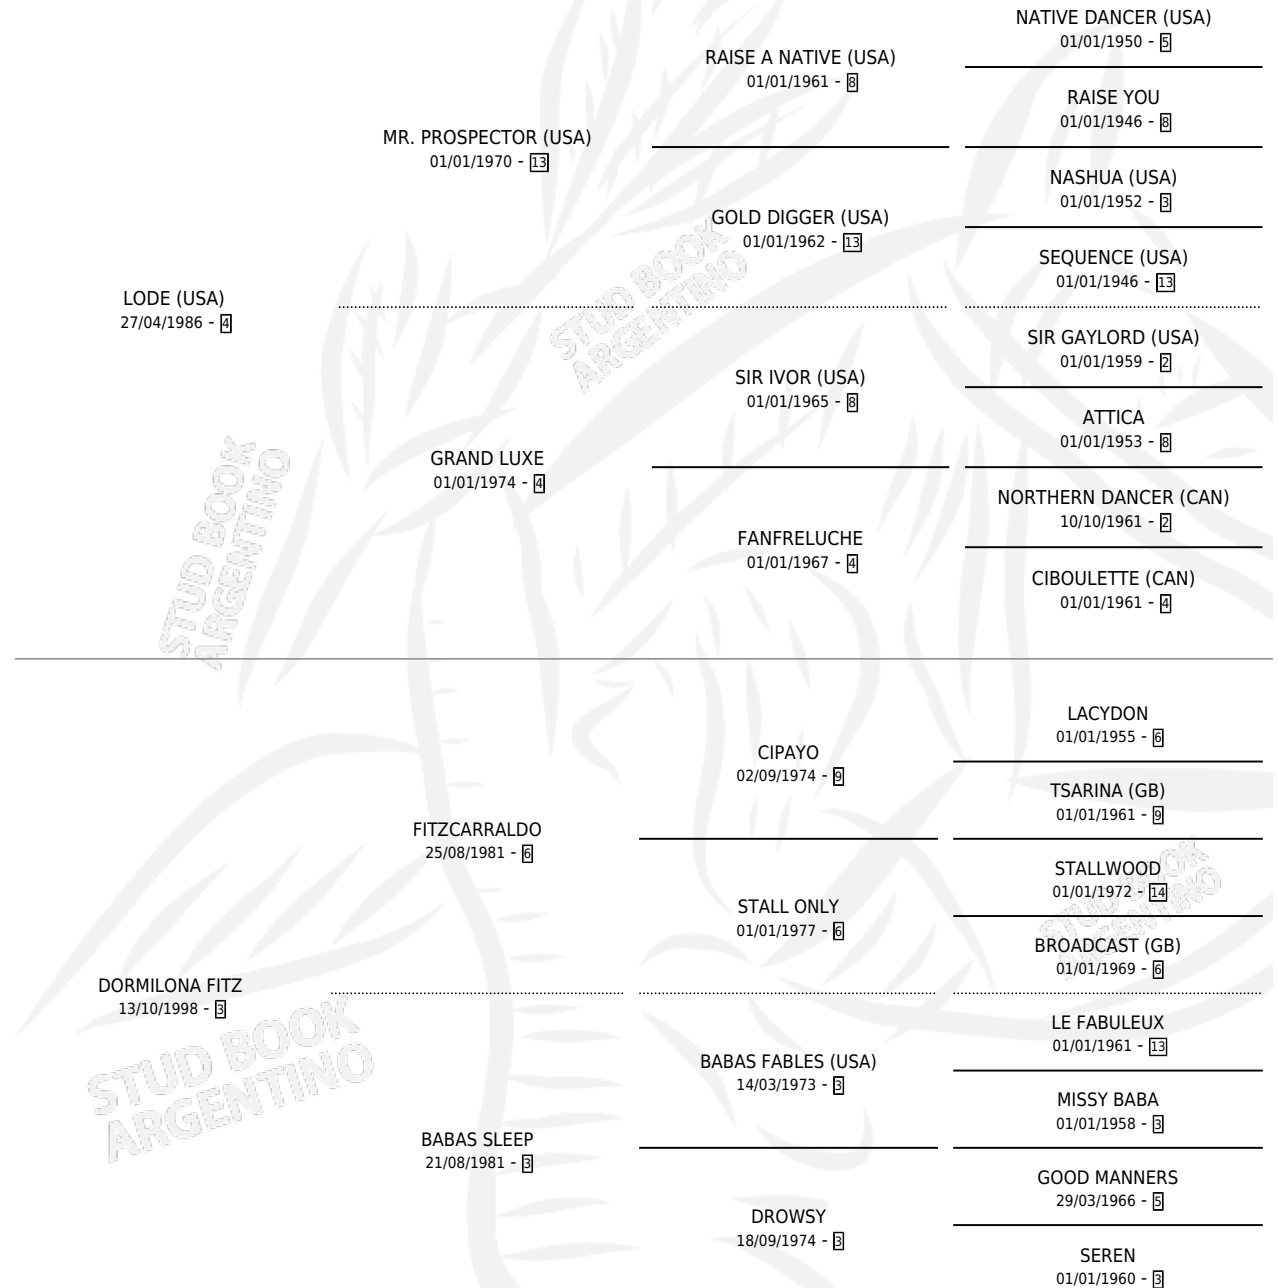 NATIVE DANCER (USA)
01/01/1950 - 5
RAISE A NATIVE (USA)
01/01/1961 - 8
RAISE YOU
01/01/1946 - 8
MR. PROSPECTOR (USA)
01/01/1970 - 13
NASHUA (USA)
01/01/1952 - 3
GOLD DIGGER (USA)
01/01/1962 - 13
SEQUENCE (USA)
01/01/1946 - 13
LODE (USA)
27/04/1986 - 4
STUD BOOK
ARGENTINO
SIR GAYLORD (USA)
01/01/1959 - 2
SIR IVOR (USA)
01/01/1965 - 8
ATTICA
01/01/1953 - 8
GRAND LUXE
01/01/1974 - 4
NORTHERN DANCER (CAN)
10/10/1961 - 2
FANFRELUCHE
01/01/1967 - 4
CIBOULETTE (CAN)
01/01/1961 - 4
STUD BOOK
ARGENTINO
LACYDON
01/01/1955 - 6
CIPAYO
02/09/1974 - 9
TSARINA (GB)
01/01/1961 - 9
FITZCARRALDO
25/08/1981 - 6
STALLWOOD
01/01/1972 - 14
STALL ONLY
01/01/1977 - 6
STUD BOOK
ARGENTINO
BROADCAST (GB)
01/01/1969 - 6
DORMILONA FITZ
13/10/1998 - 3
LE FABULEUX
01/01/1961 - 13
BABAS FABLES (USA)
14/03/1973 - 3
STUD BOOK
ARGENTINO
MISSY BABA
01/01/1958 - 3
BABAS SLEEP
21/08/1981 - 3
GOOD MANNERS
29/03/1966 - 5
DROWSY
18/09/1974 - 3
SEREN
01/01/1960 - 3